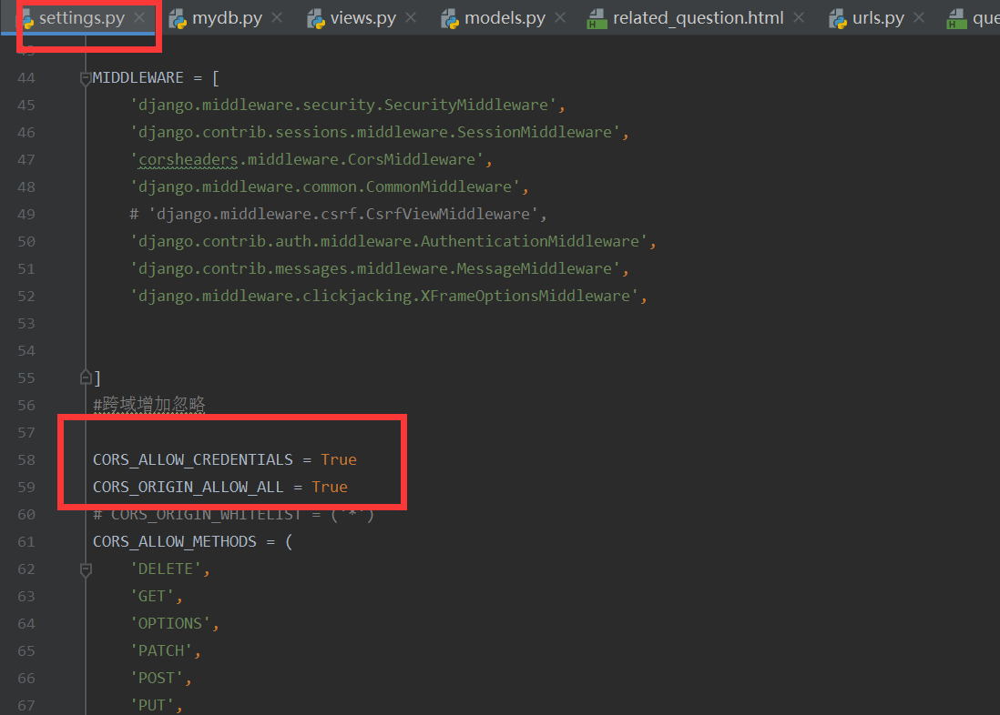 settings.py mydb.py views.py models.py related_question.html urls.py que
43
44 MIDDLEWARE = [
45 'django.middleware.security.SecurityMiddleware',
46 'django.contrib.sessions.middleware.SessionMiddleware',
47 'corsheaders.middleware.CorsMiddleware',
48 'django.middleware.common.CommonMiddleware',
49 # 'django.middleware.csrf.CsrfViewMiddleware',
50 'django.contrib.auth.middleware.AuthenticationMiddleware',
51 'django.contrib.messages.middleware.MessageMiddleware',
52 'django.middleware.clickjacking.XFrameOptionsMiddleware',
53
54
55 ]
56 #跨域增加忽略
57
58 CORS_ALLOW_CREDENTIALS = True
59 CORS_ORIGIN_ALLOW_ALL = True
60 # CORS_ORIGIN_WHITELIST = ('*')
61 CORS_ALLOW_METHODS = (
62 'DELETE',
63 'GET',
64 'OPTIONS',
65 'PATCH',
66 'POST',
67 'PUT',